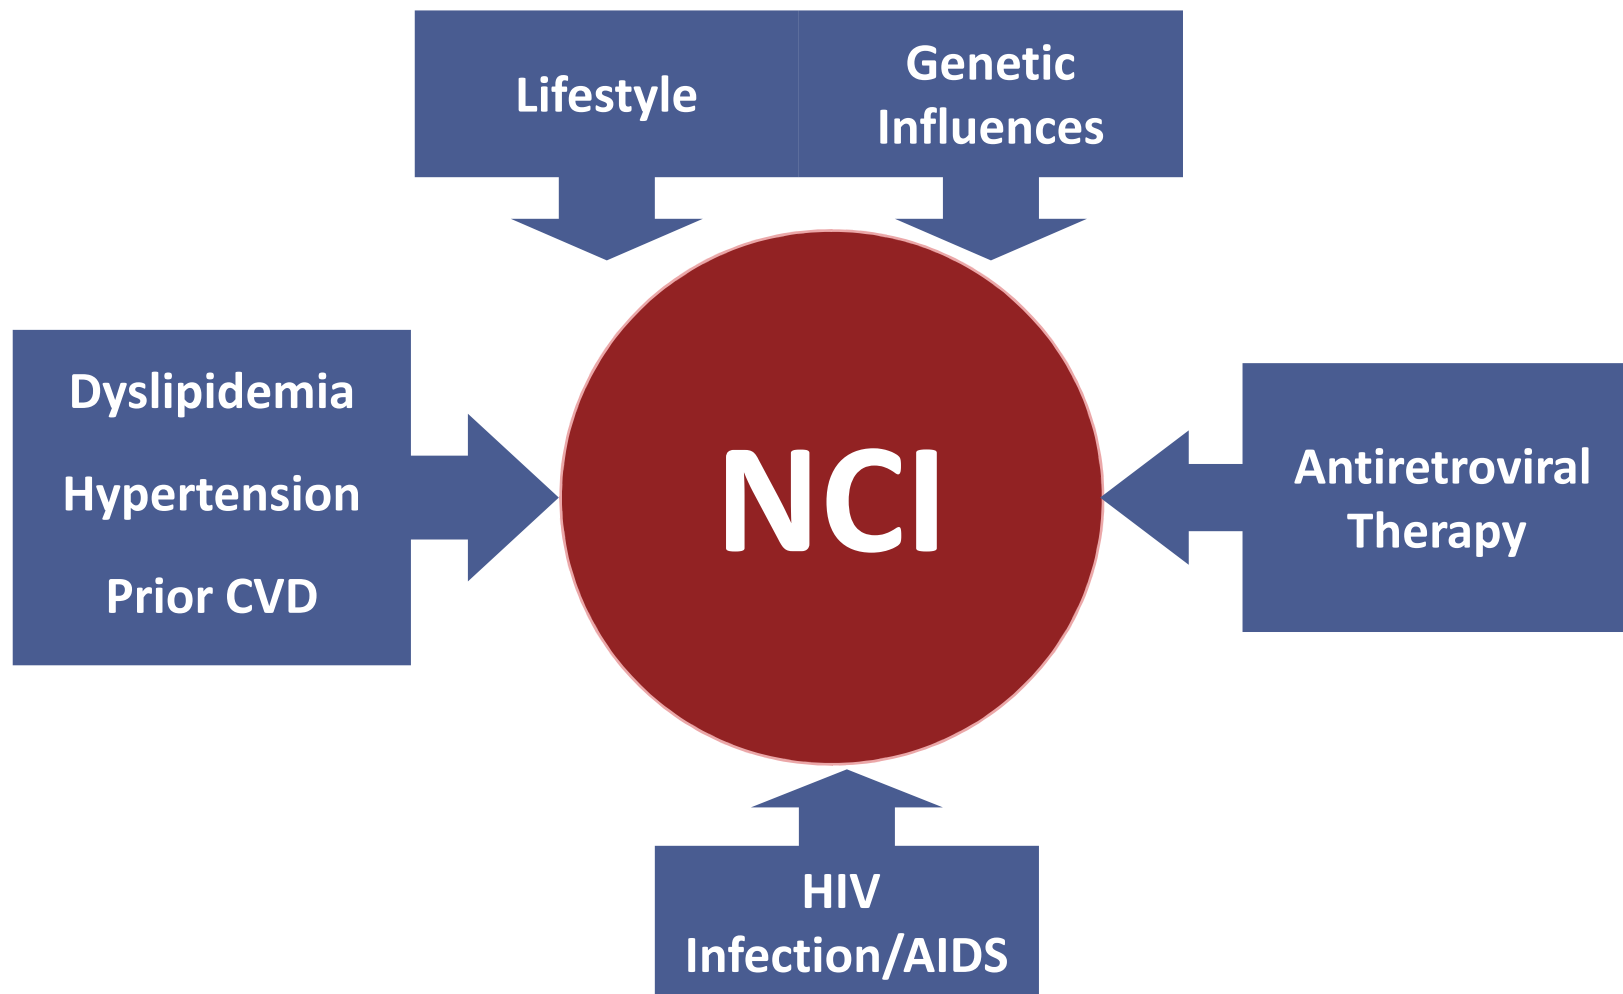 Lifestyle
Genetic
Influences
Dyslipidemia
Hypertension
Prior CVD
NCI
Antiretroviral
Therapy
HIV
Infection/AIDS